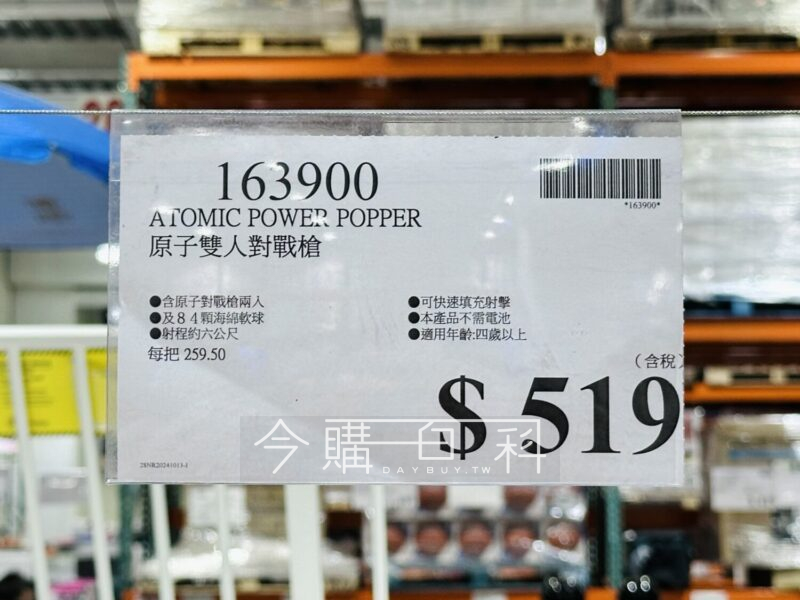 163900
*163900*
ATOMIC POWER POPPER
原子雙人對戰槍
●含原子對戰槍兩入
●及84顆海綿軟球
●射程約六公尺
每把 259.50
●可快速填充射擊
●本產品不需電池
●適用年齡:四歲以上
(含稅)
$ 519
今購百科
TODAYBUY.TW
28NR20241013-1